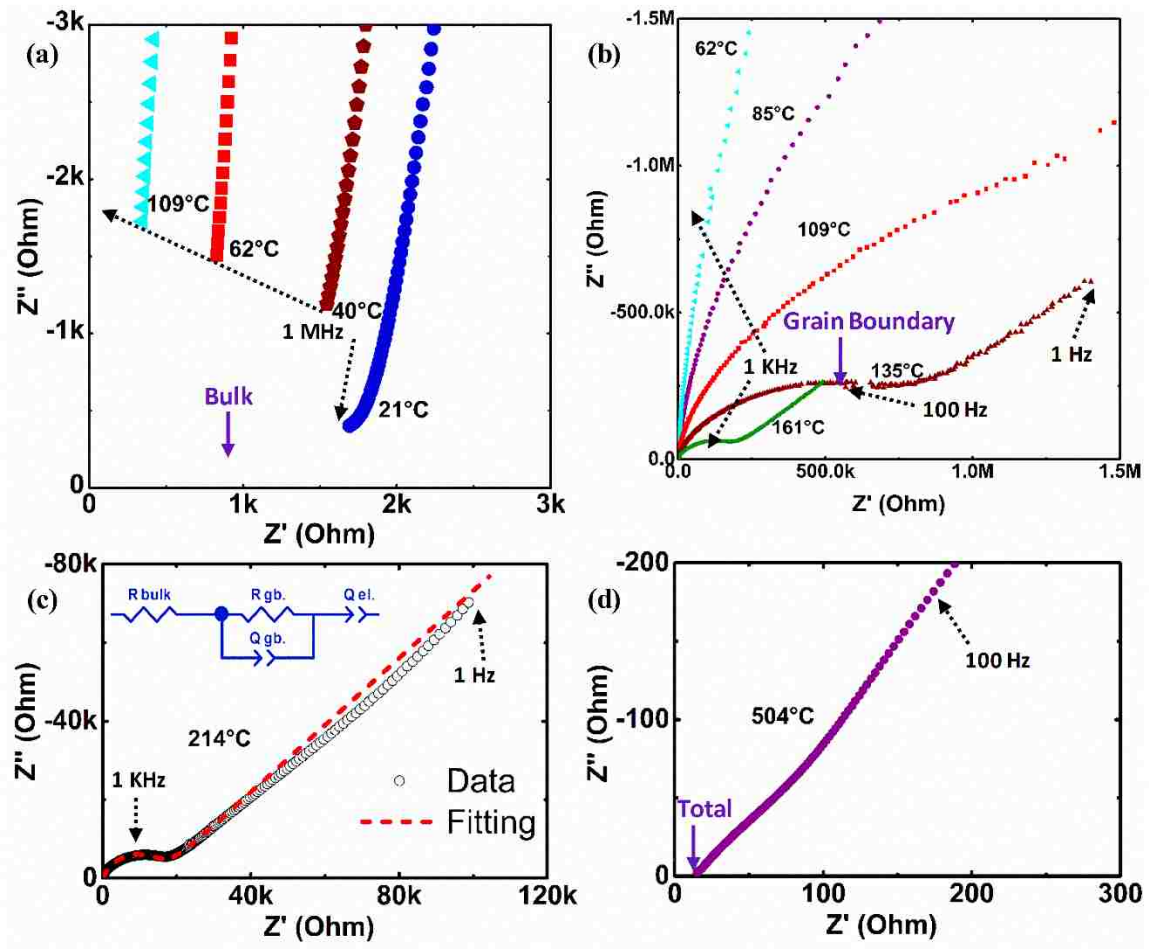 (a)
-3k
-2k
-1k
0
Z'' (Ohm)
109°C
62°C
40°C
1 MHz
21°C
Bulk
0
1k
2k
3k
Z' (Ohm)
(b)
-1.5M
-1.0M
-500.0k
0.0
Z'' (Ohm)
62°C
85°C
109°C
Grain Boundary
1 KHz
135°C
100 Hz
1 Hz
161°C
0.0
500.0k
1.0M
1.5M
Z' (Ohm)
(c)
-80k
-40k
0
Z'' (Ohm)
R bulk
R gb.
Q el.
Q gb.
1 Hz
214°C
1 KHz
Data
Fitting
0
40k
80k
120k
Z' (Ohm)
(d)
-200
-100
0
Z'' (Ohm)
100 Hz
504°C
Total
0
100
200
300
Z' (Ohm)